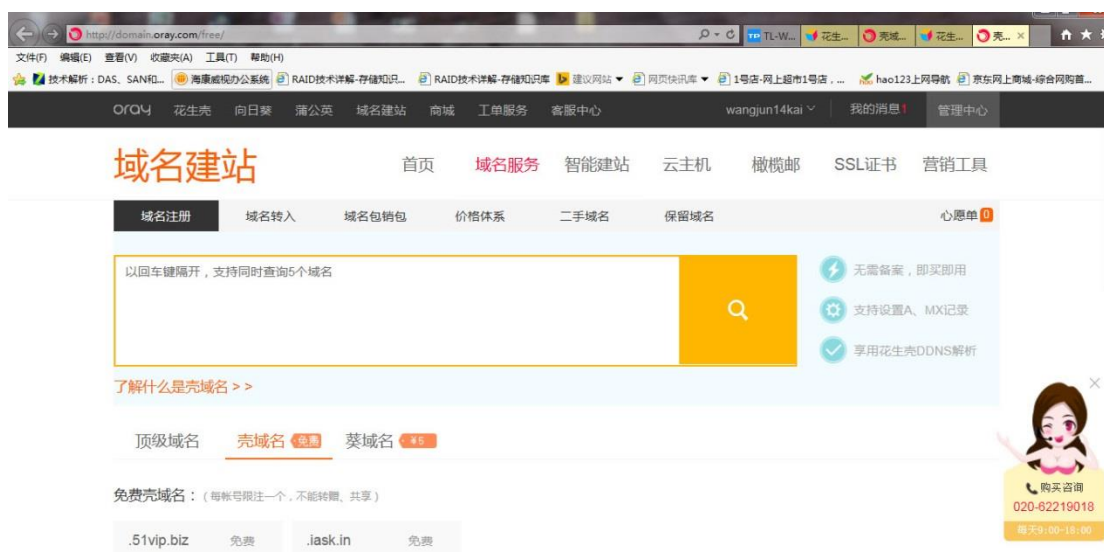 http://domain.oray.com/free/
TP TL-W... 花生... 壳域... 花生... 壳... ×
文件(F) 编辑(E) 查看(V) 收藏夹(A) 工具(T) 帮助(H)
技术解析：DAS、SAN和... 海康威视办公系统 RAID技术详解-存储知识... RAID技术详解-存储知识库 建议网站 网页快讯库 1号店-网上超市1号店，... hao123上网导航 京东网上商城-综合网购首...
oray 花生壳 向日葵 蒲公英 域名建站 商城 工单服务 客服中心 wangjun14kai 我的消息1 管理中心
域名建站 首页 域名服务 智能建站 云主机 橄榄邮 SSL证书 营销工具
域名注册 域名转入 域名包销包 价格体系 二手域名 保留域名 心愿单 0
以回车键隔开，支持同时查询5个域名
无需备案，即买即用
支持设置A、MX记录
享用花生壳DDNS解析
了解什么是壳域名>>
顶级域名 壳域名 免费 葵域名 ¥6
免费壳域名：（每帐号限注一个，不能转赠、共享）
.51vip.biz 免费 .iask.in 免费
购买咨询
020-62219018
每天9:00-18:00